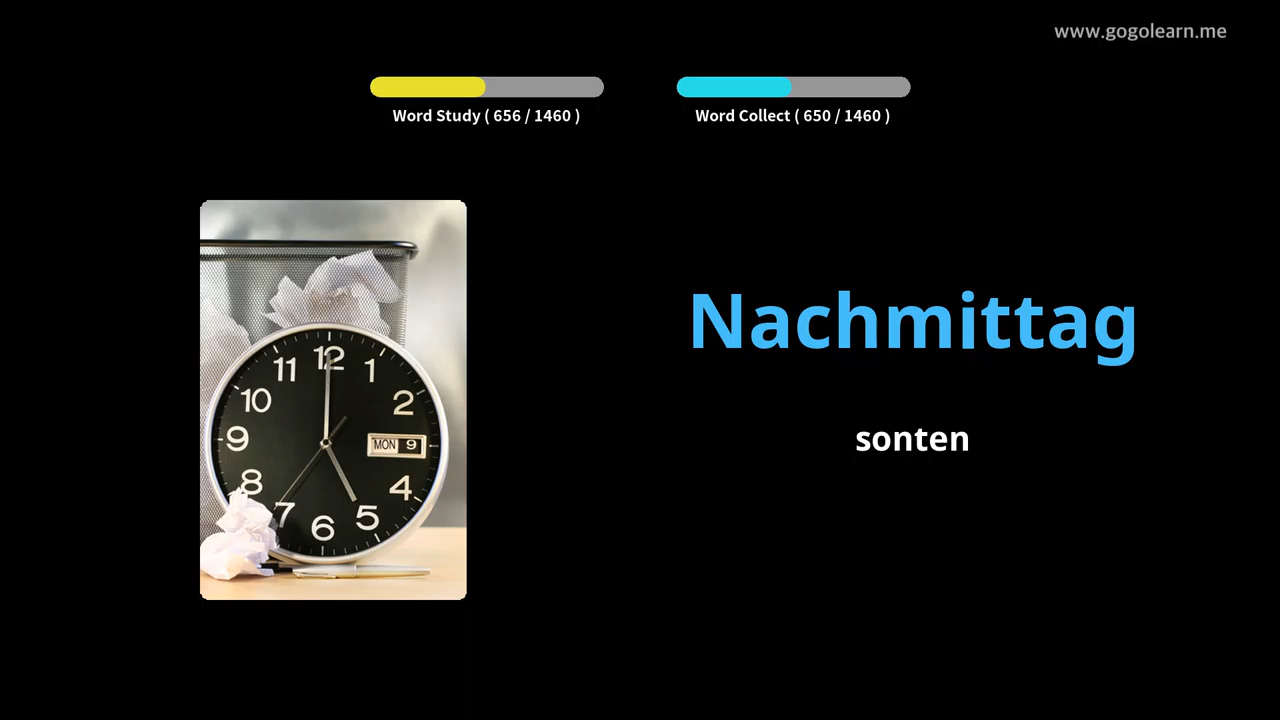 www.gogolearn.me
Word Study ( 656 / 1460 )
Word Collect ( 650 / 1460 )
12
11
1
10
2
9
MON 9
8
4
7
5
6
Nachmittag
sonten